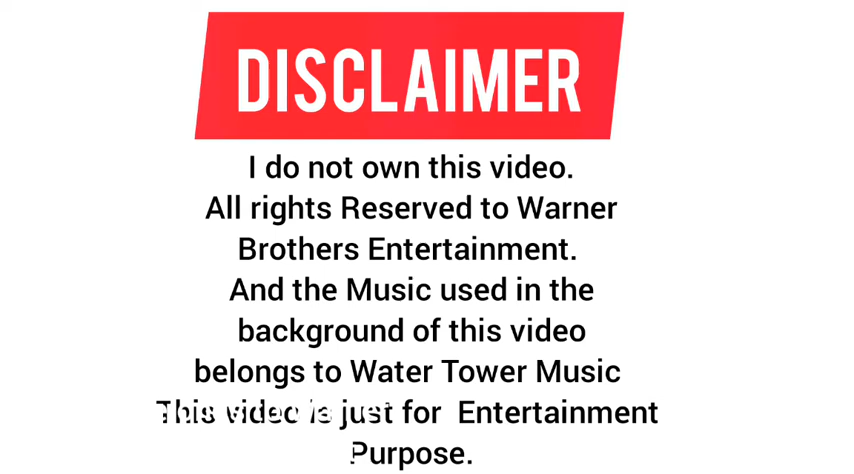 DISCLAIMER
I do not own this video.
All rights Reserved to Warner
Brothers Entertainment.
And the Music used in the
background of this video
belongs to Water Tower Music
This video is just for Entertainment
Purpose.